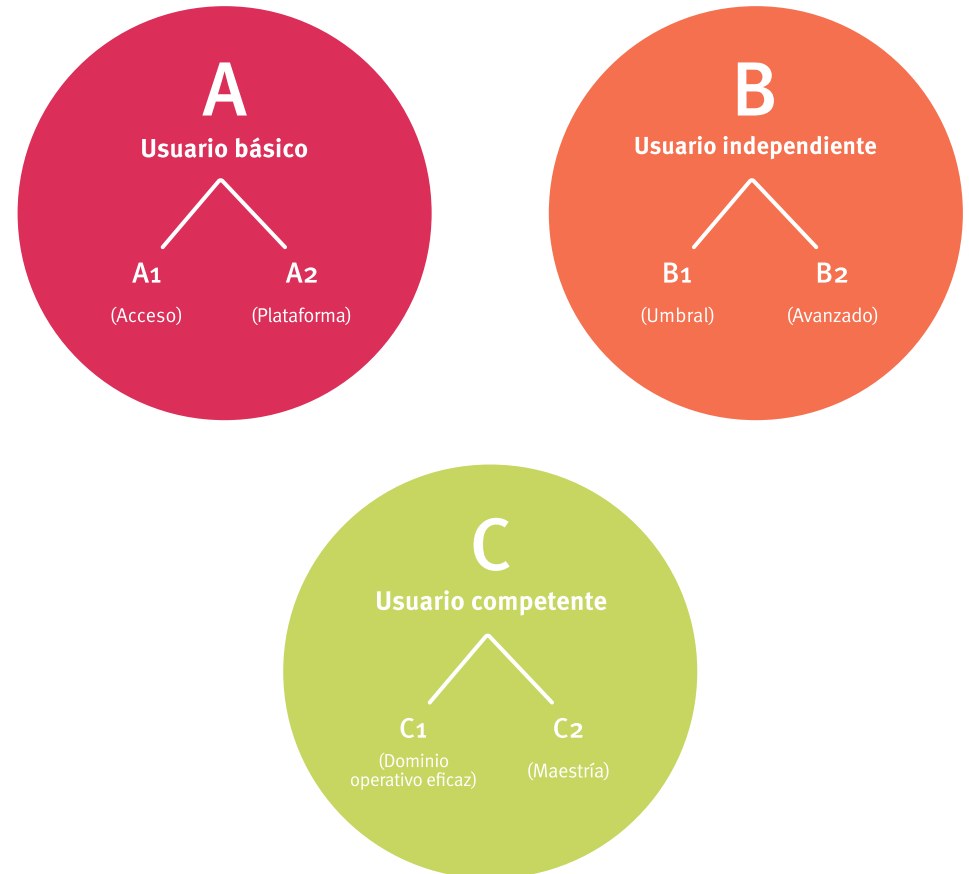 A
Usuario básico
A1
(Acceso)
A2
(Plataforma)
B
Usuario independiente
B1
(Umbral)
B2
(Avanzado)
C
Usuario competente
C1
(Dominio
operativo eficaz)
C2
(Maestría)